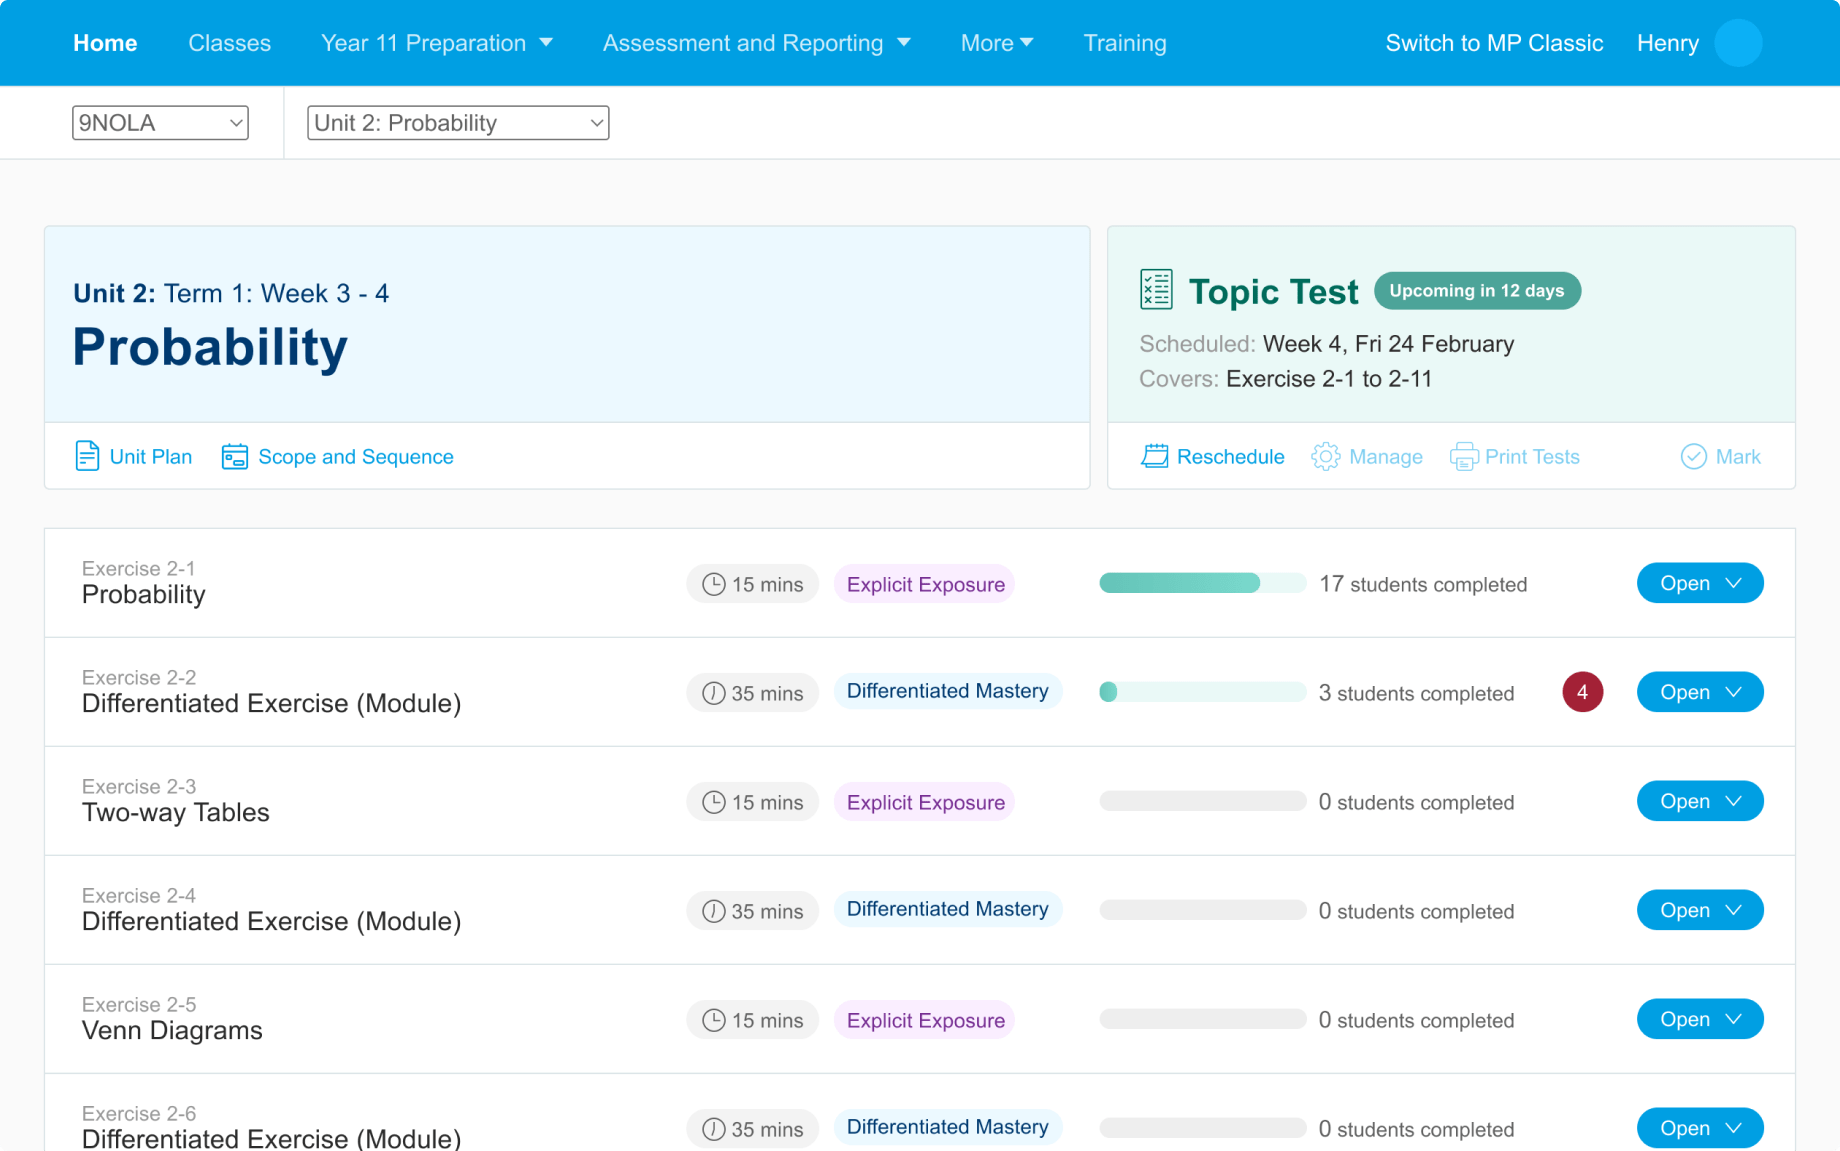 Home Classes Year 11 Preparation Assessment and Reporting More Training Switch to MP Classic Henry
9NOLA Unit 2: Probability
Unit 2: Term 1: Week 3 - 4
Probability
Unit Plan Scope and Sequence
Topic Test Upcoming in 12 days
Scheduled: Week 4, Fri 24 February
Covers: Exercise 2-1 to 2-11
Reschedule Manage Print Tests Mark
Exercise 2-1
Probability
15 mins Explicit Exposure 17 students completed Open
Exercise 2-2
Differentiated Exercise (Module)
35 mins Differentiated Mastery 3 students completed 4 Open
Exercise 2-3
Two-way Tables
15 mins Explicit Exposure 0 students completed Open
Exercise 2-4
Differentiated Exercise (Module)
35 mins Differentiated Mastery 0 students completed Open
Exercise 2-5
Venn Diagrams
15 mins Explicit Exposure 0 students completed Open
Exercise 2-6
Differentiated Exercise (Module)
35 mins Differentiated Mastery 0 students completed Open